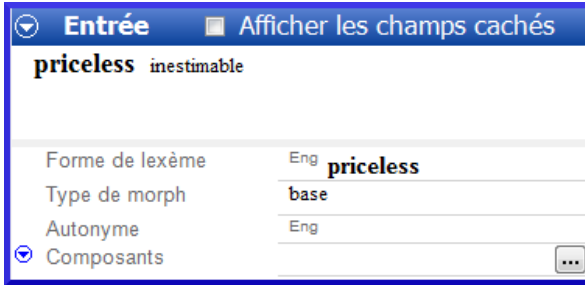 Entrée Afficher les champs cachés
priceless inestimable
Forme de lexème Eng priceless
Type de morph base
Autonyme Eng
Composants ...